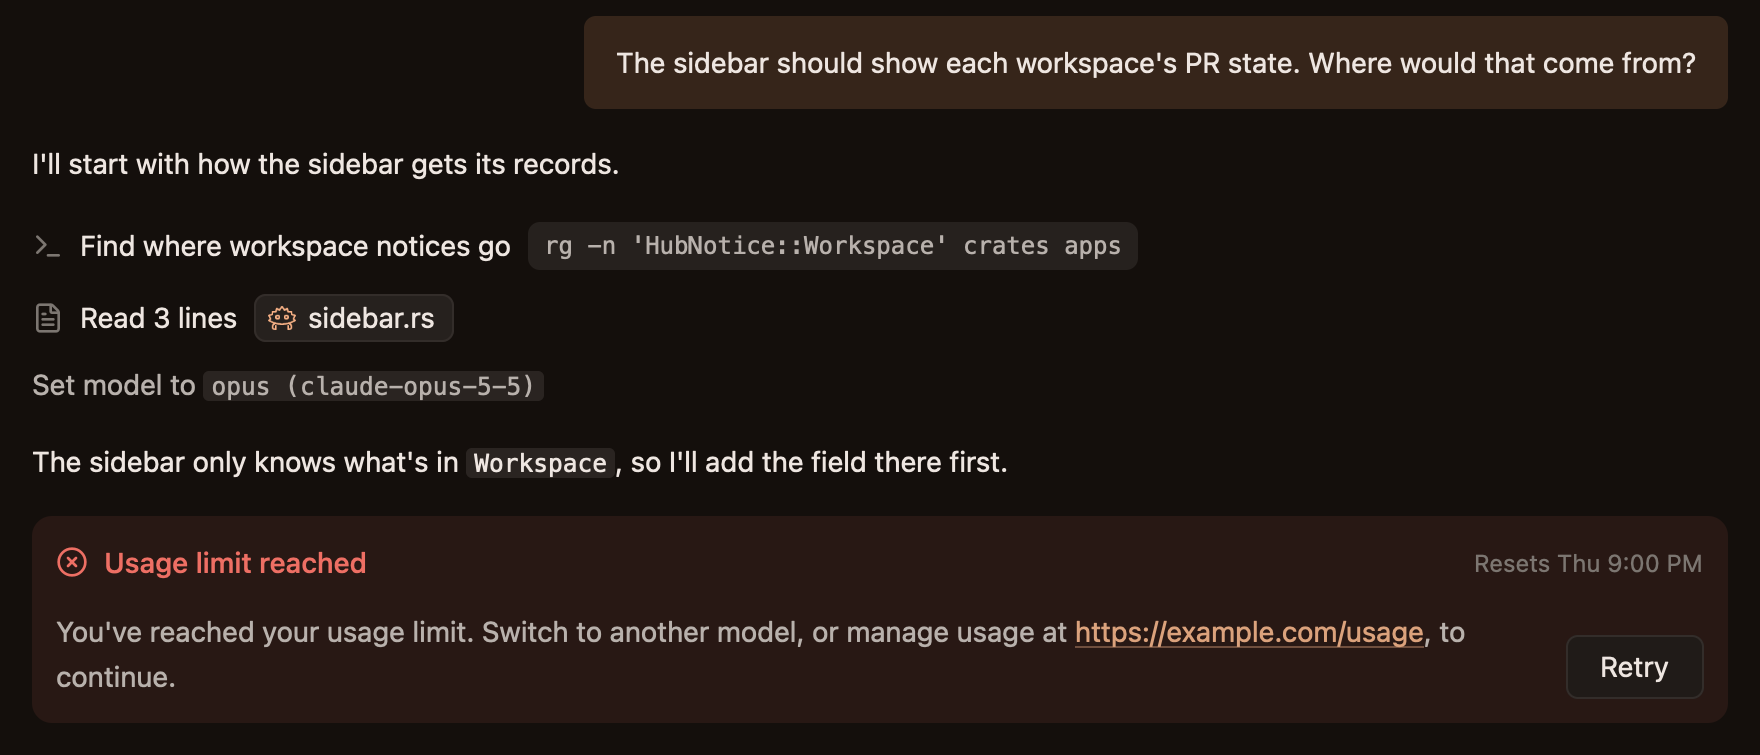 The sidebar should show each workspace's PR state. Where would that come from?
I'll start with how the sidebar gets its records.
Find where workspace notices go rg -n 'HubNotice::Workspace' crates apps
Read 3 lines sidebar.rs
Set model to opus (claude-opus-5-5)
The sidebar only knows what's in Workspace, so I'll add the field there first.
Usage limit reached Resets Thu 9:00 PM
You've reached your usage limit. Switch to another model, or manage usage at https://example.com/usage, to
continue.
Retry